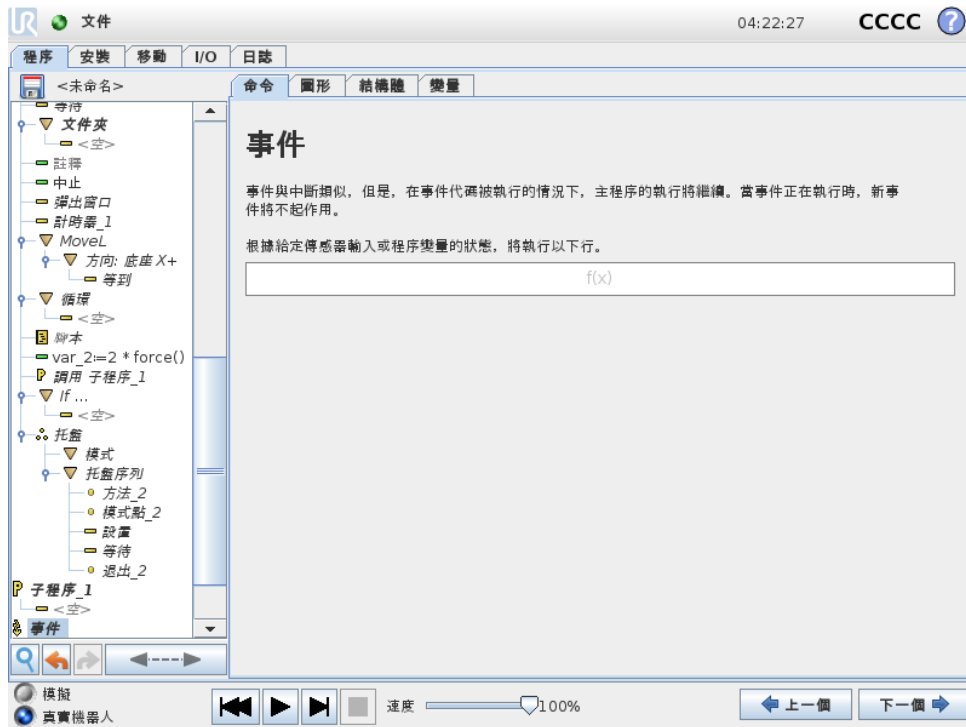 文件
04:22:27
CCCC
?
程序
安裝
移動
I/O
日誌
<未命名>
命令
圖形
結構體
變量
等待
文件夾
<空>
註釋
中止
彈出窗口
計時器_1
MoveL
方向: 底座 X+
等到
循環
<空>
腳本
var_2:=2 * force()
調用 子程序_1
If ...
<空>
托盤
模式
托盤序列
方法_2
模式點_2
設置
等待
退出_2
子程序_1
<空>
事件
事件
事件與中斷類似，但是，在事件代碼被執行的情況下，主程序的執行將繼續。當事件正在執行時，新事
件將不起作用。
根據給定傳感器輸入或程序變量的狀態，將執行以下行。
f(x)
模擬
真實機器人
速度
100%
上一個
下一個